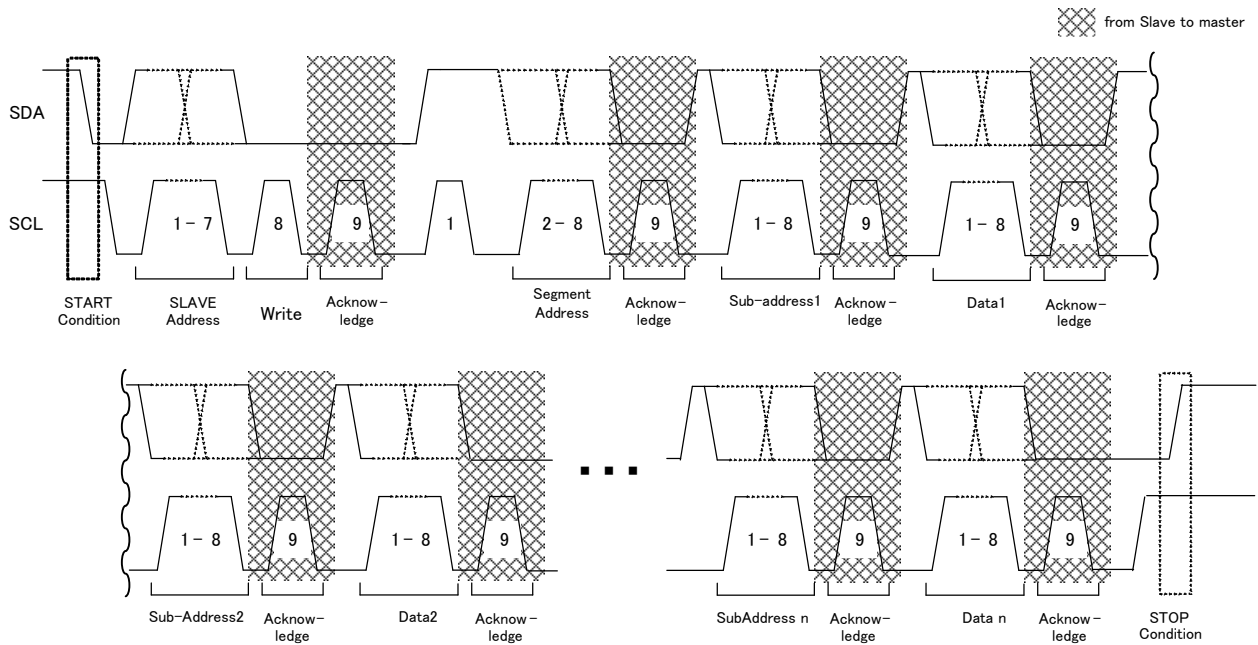 from Slave to master
SDA
SCL
1-7
8
9
1
2-8
9
1-8
9
1-8
9
START
Condition
SLAVE
Address
Write
Acknow-
ledge
Segment
Address
Acknow-
ledge
Sub-address1
Acknow-
ledge
Data1
Acknow-
ledge
1-8
9
1-8
9
1-8
9
1-8
9
Sub-Address2
Acknow-
ledge
Data2
Acknow-
ledge
SubAddress n
Acknow-
ledge
Data n
Acknow-
ledge
STOP
Condition